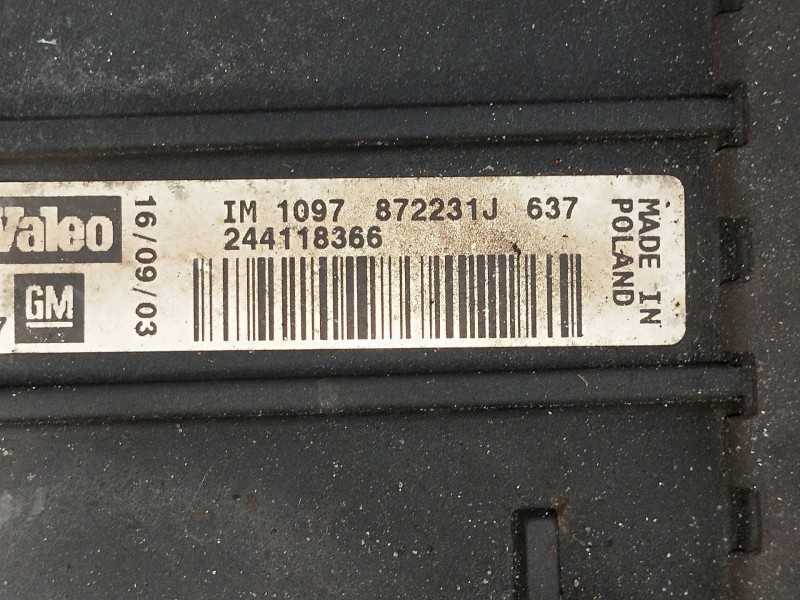 Valeo
GM
16/09/03
IM 1097 872231J 637
244118366
MADE IN
POLAND